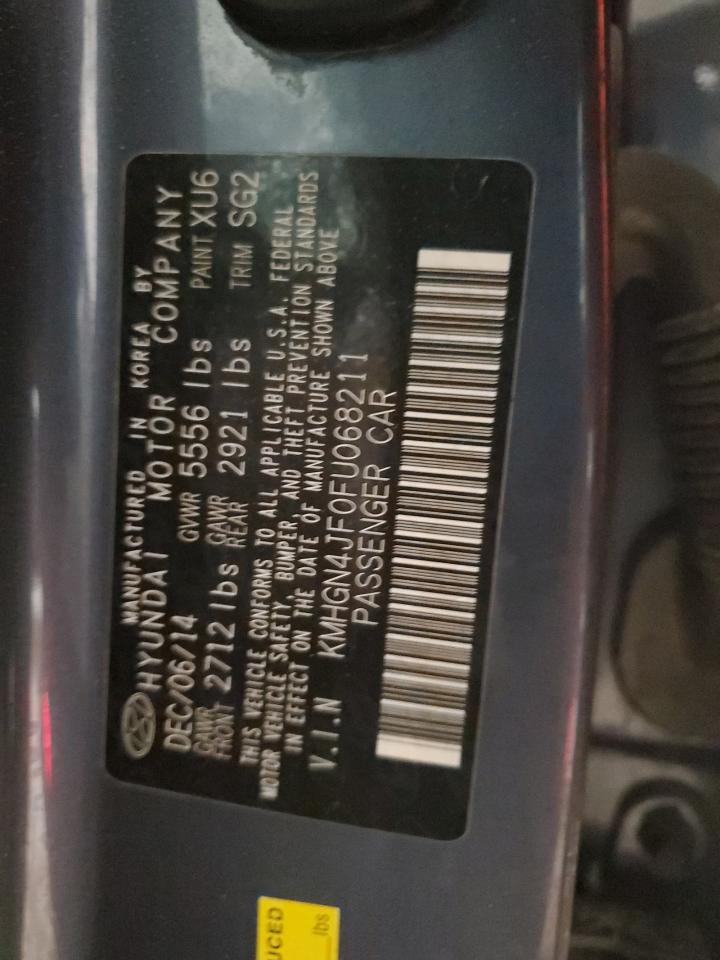 MANUFACTURED IN KOREA BY
HYUNDAI MOTOR COMPANY
DEC/06/14 GVWR 5556 lbs PAINT XU6
GAWR FRONT 2712 lbs GAWR REAR 2921 lbs TRIM SG2
THIS VEHICLE CONFORMS TO ALL APPLICABLE U.S.A. FEDERAL
MOTOR VEHICLE SAFETY, BUMPER, AND THEFT PREVENTION STANDARDS
IN EFFECT ON THE DATE OF MANUFACTURE SHOWN ABOVE
V.I.N KMHGN4JF0FU068211
PASSENGER CAR
UCED
lbs